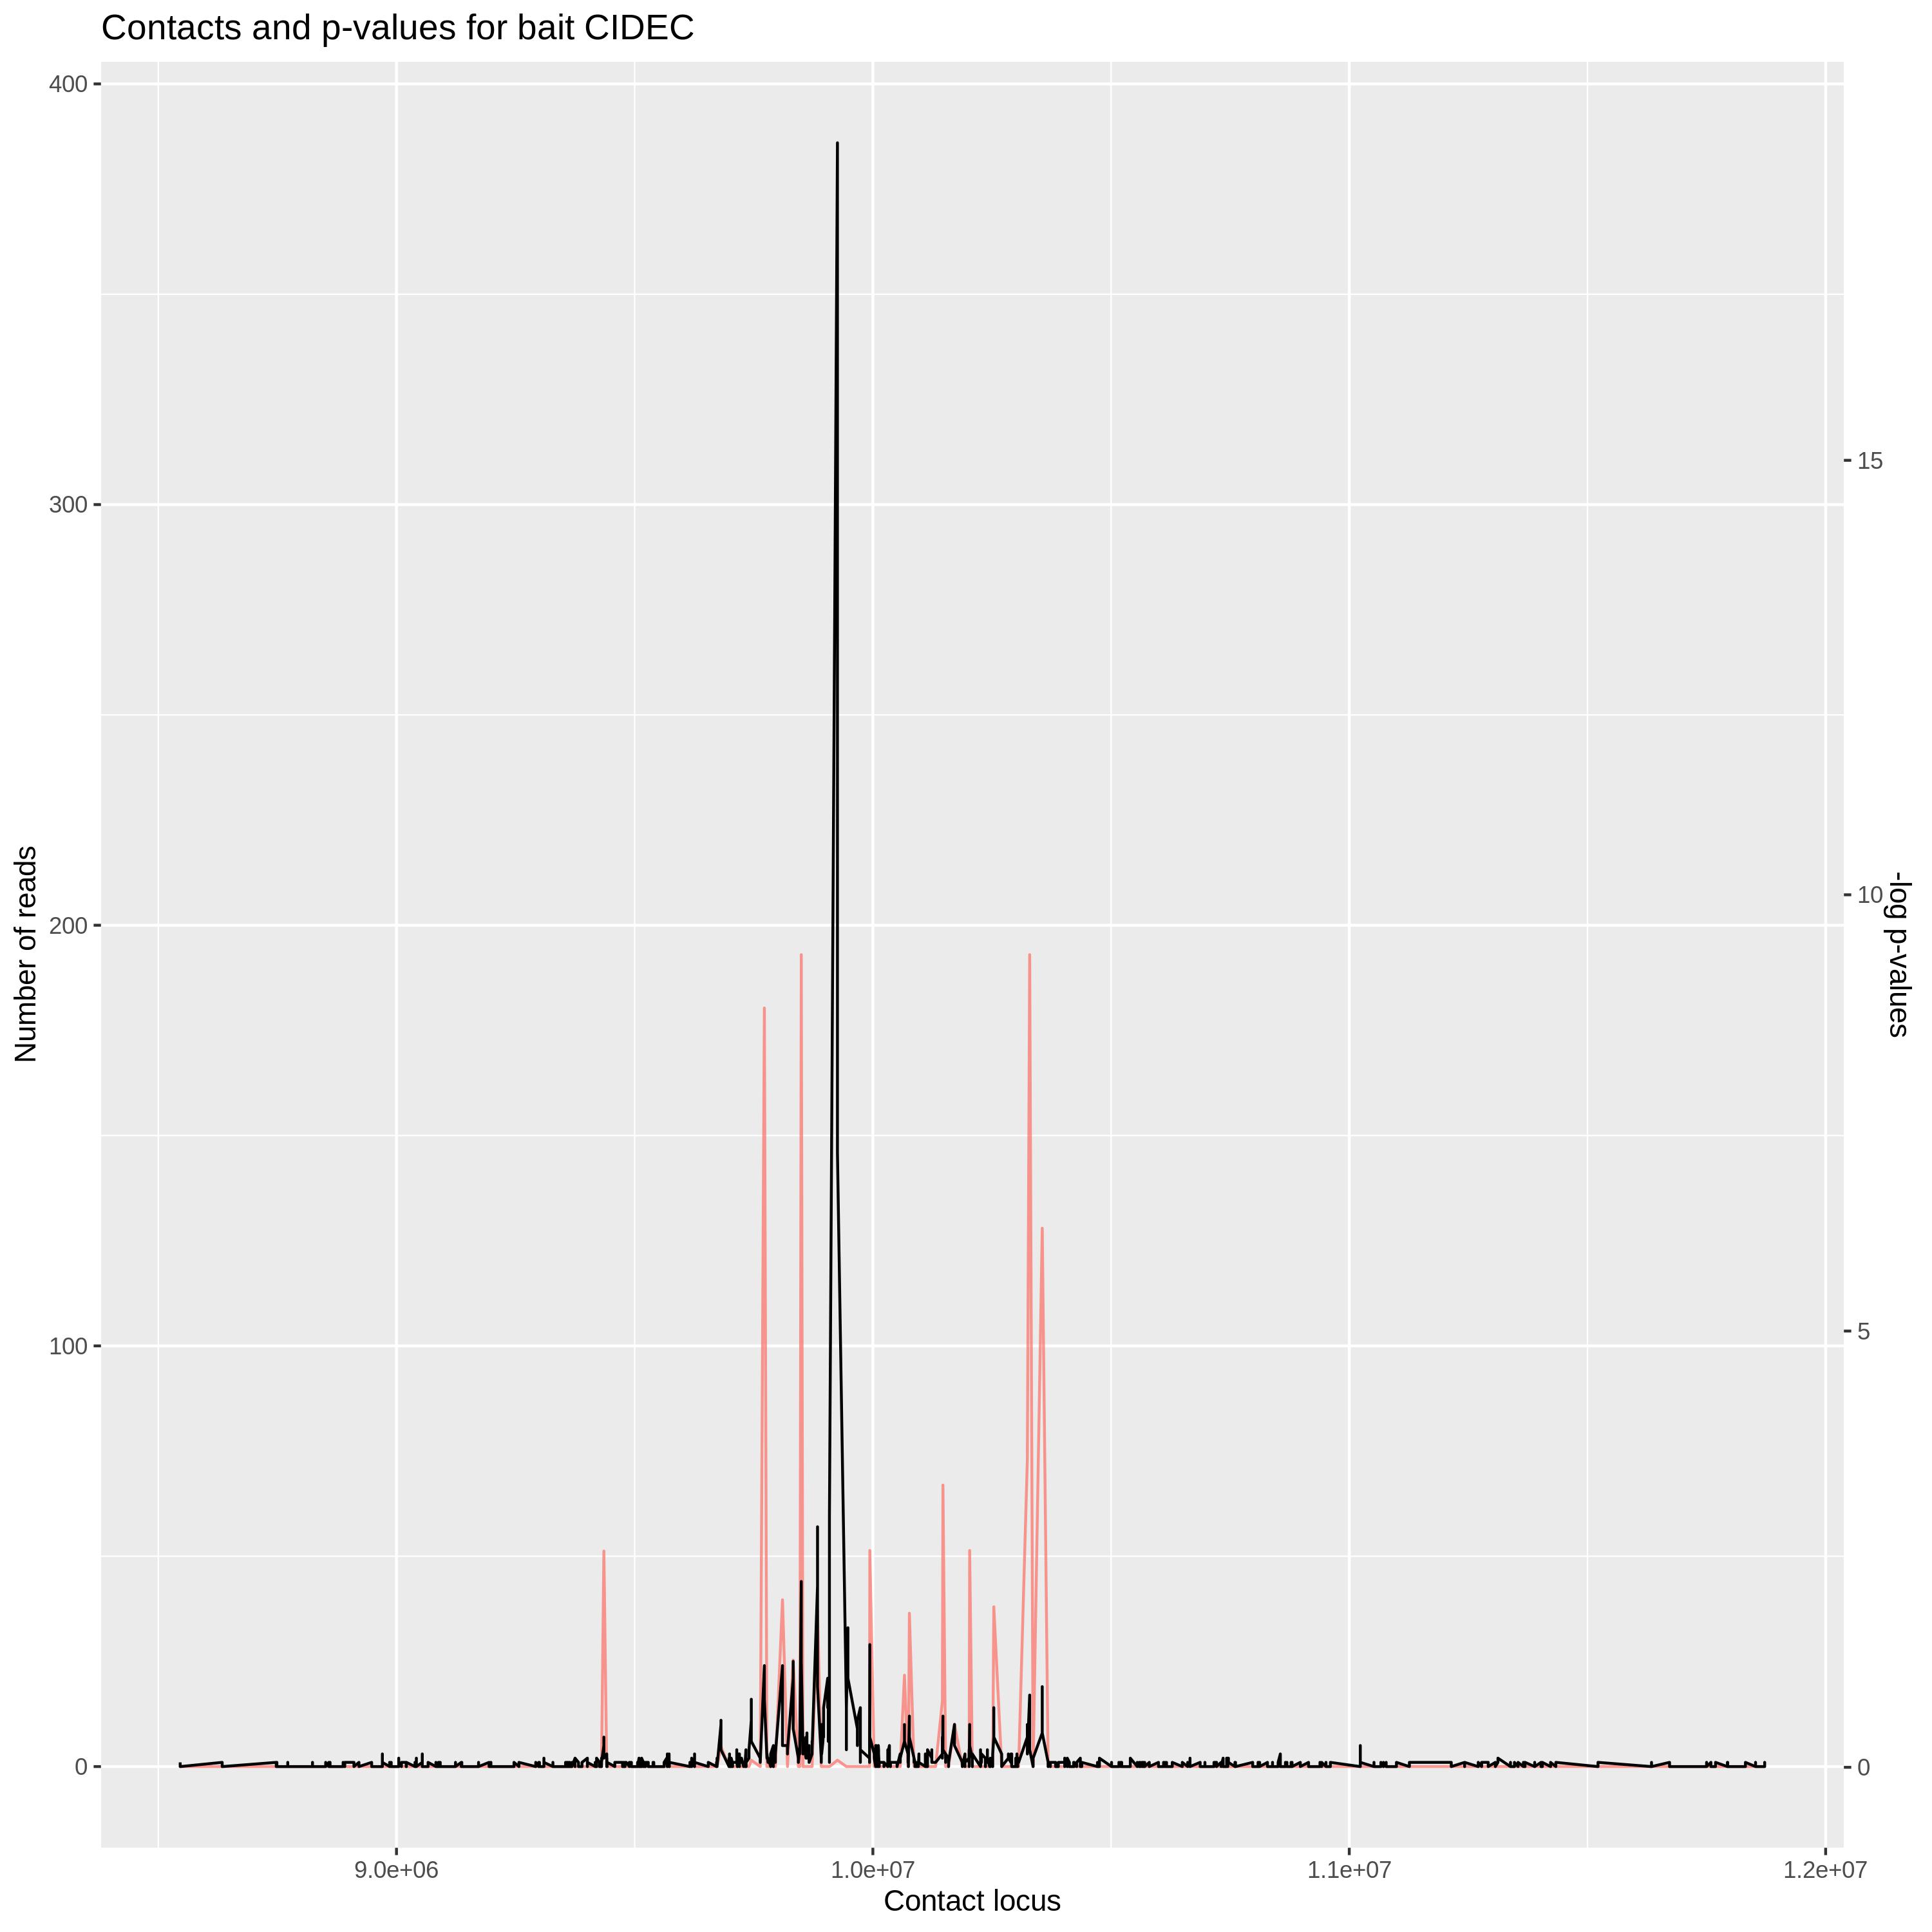 Contacts and p-values for bait CIDEC
400
300
200
100
0
Number of reads
15
10
5
0
-log p-values
9.0e+06
1.0e+07
1.1e+07
1.2e+07
Contact locus